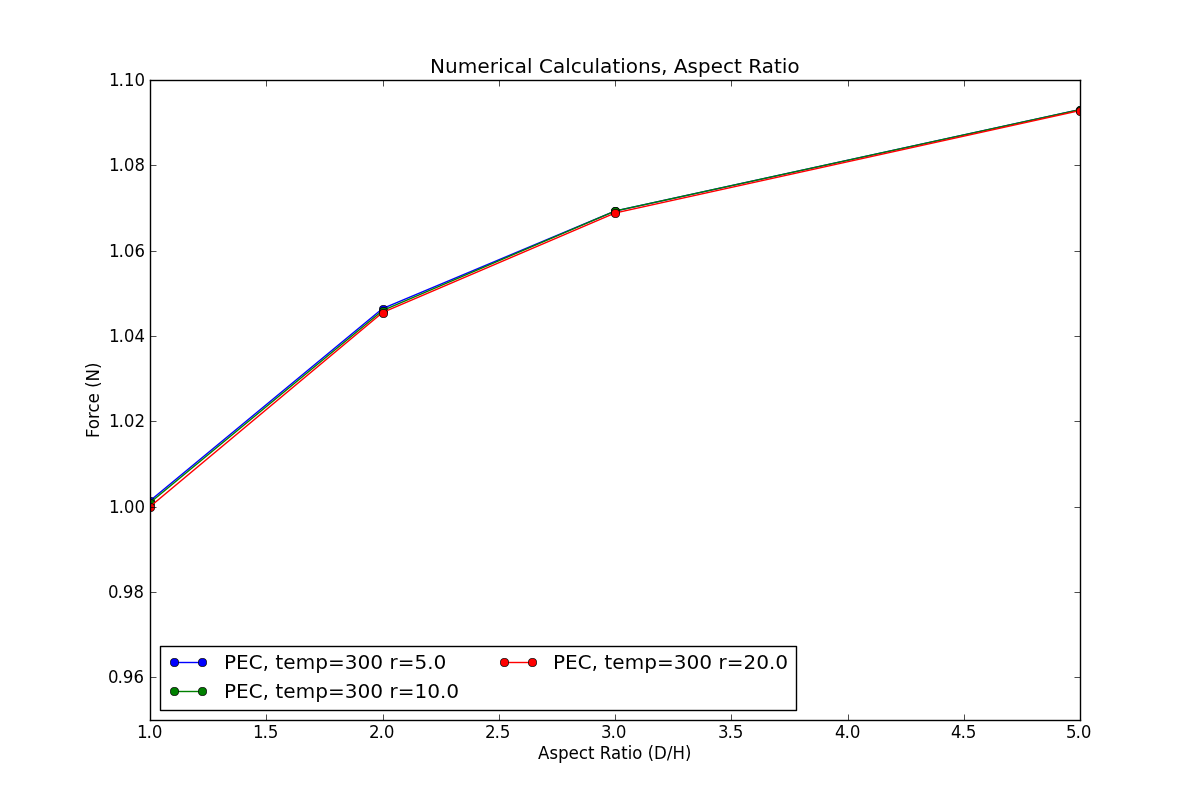 Numerical Calculations, Aspect Ratio
1.10
1.08
1.06
1.04
1.02
1.00
0.98
0.96
Force (N)
PEC, temp=300 r=5.0
PEC, temp=300 r=10.0
PEC, temp=300 r=20.0
1.0 1.5 2.0 2.5 3.0 3.5 4.0 4.5 5.0
Aspect Ratio (D/H)